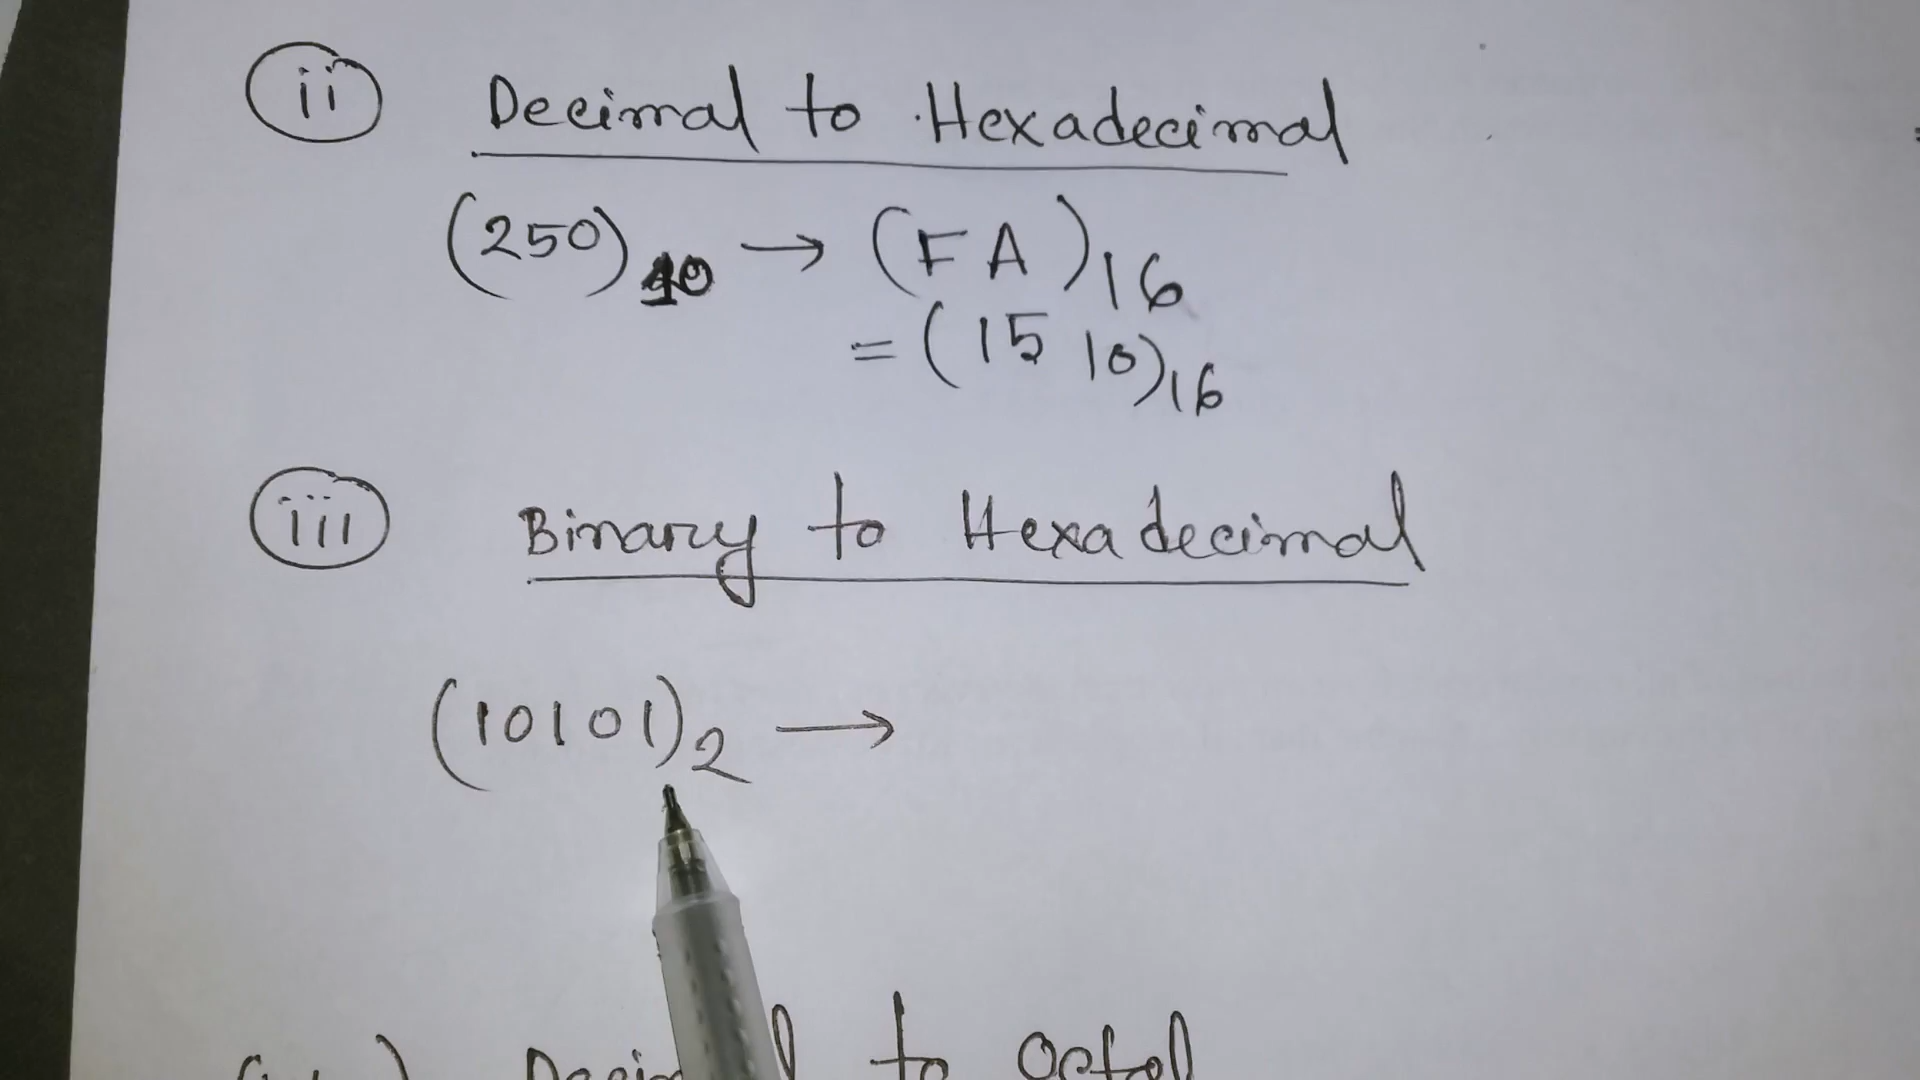 ii Decimal to Hexadecimal
(250)10 → (FA)16
= (15 10)16
iii Binary to Hexadecimal
(10101)2 →
to Octal